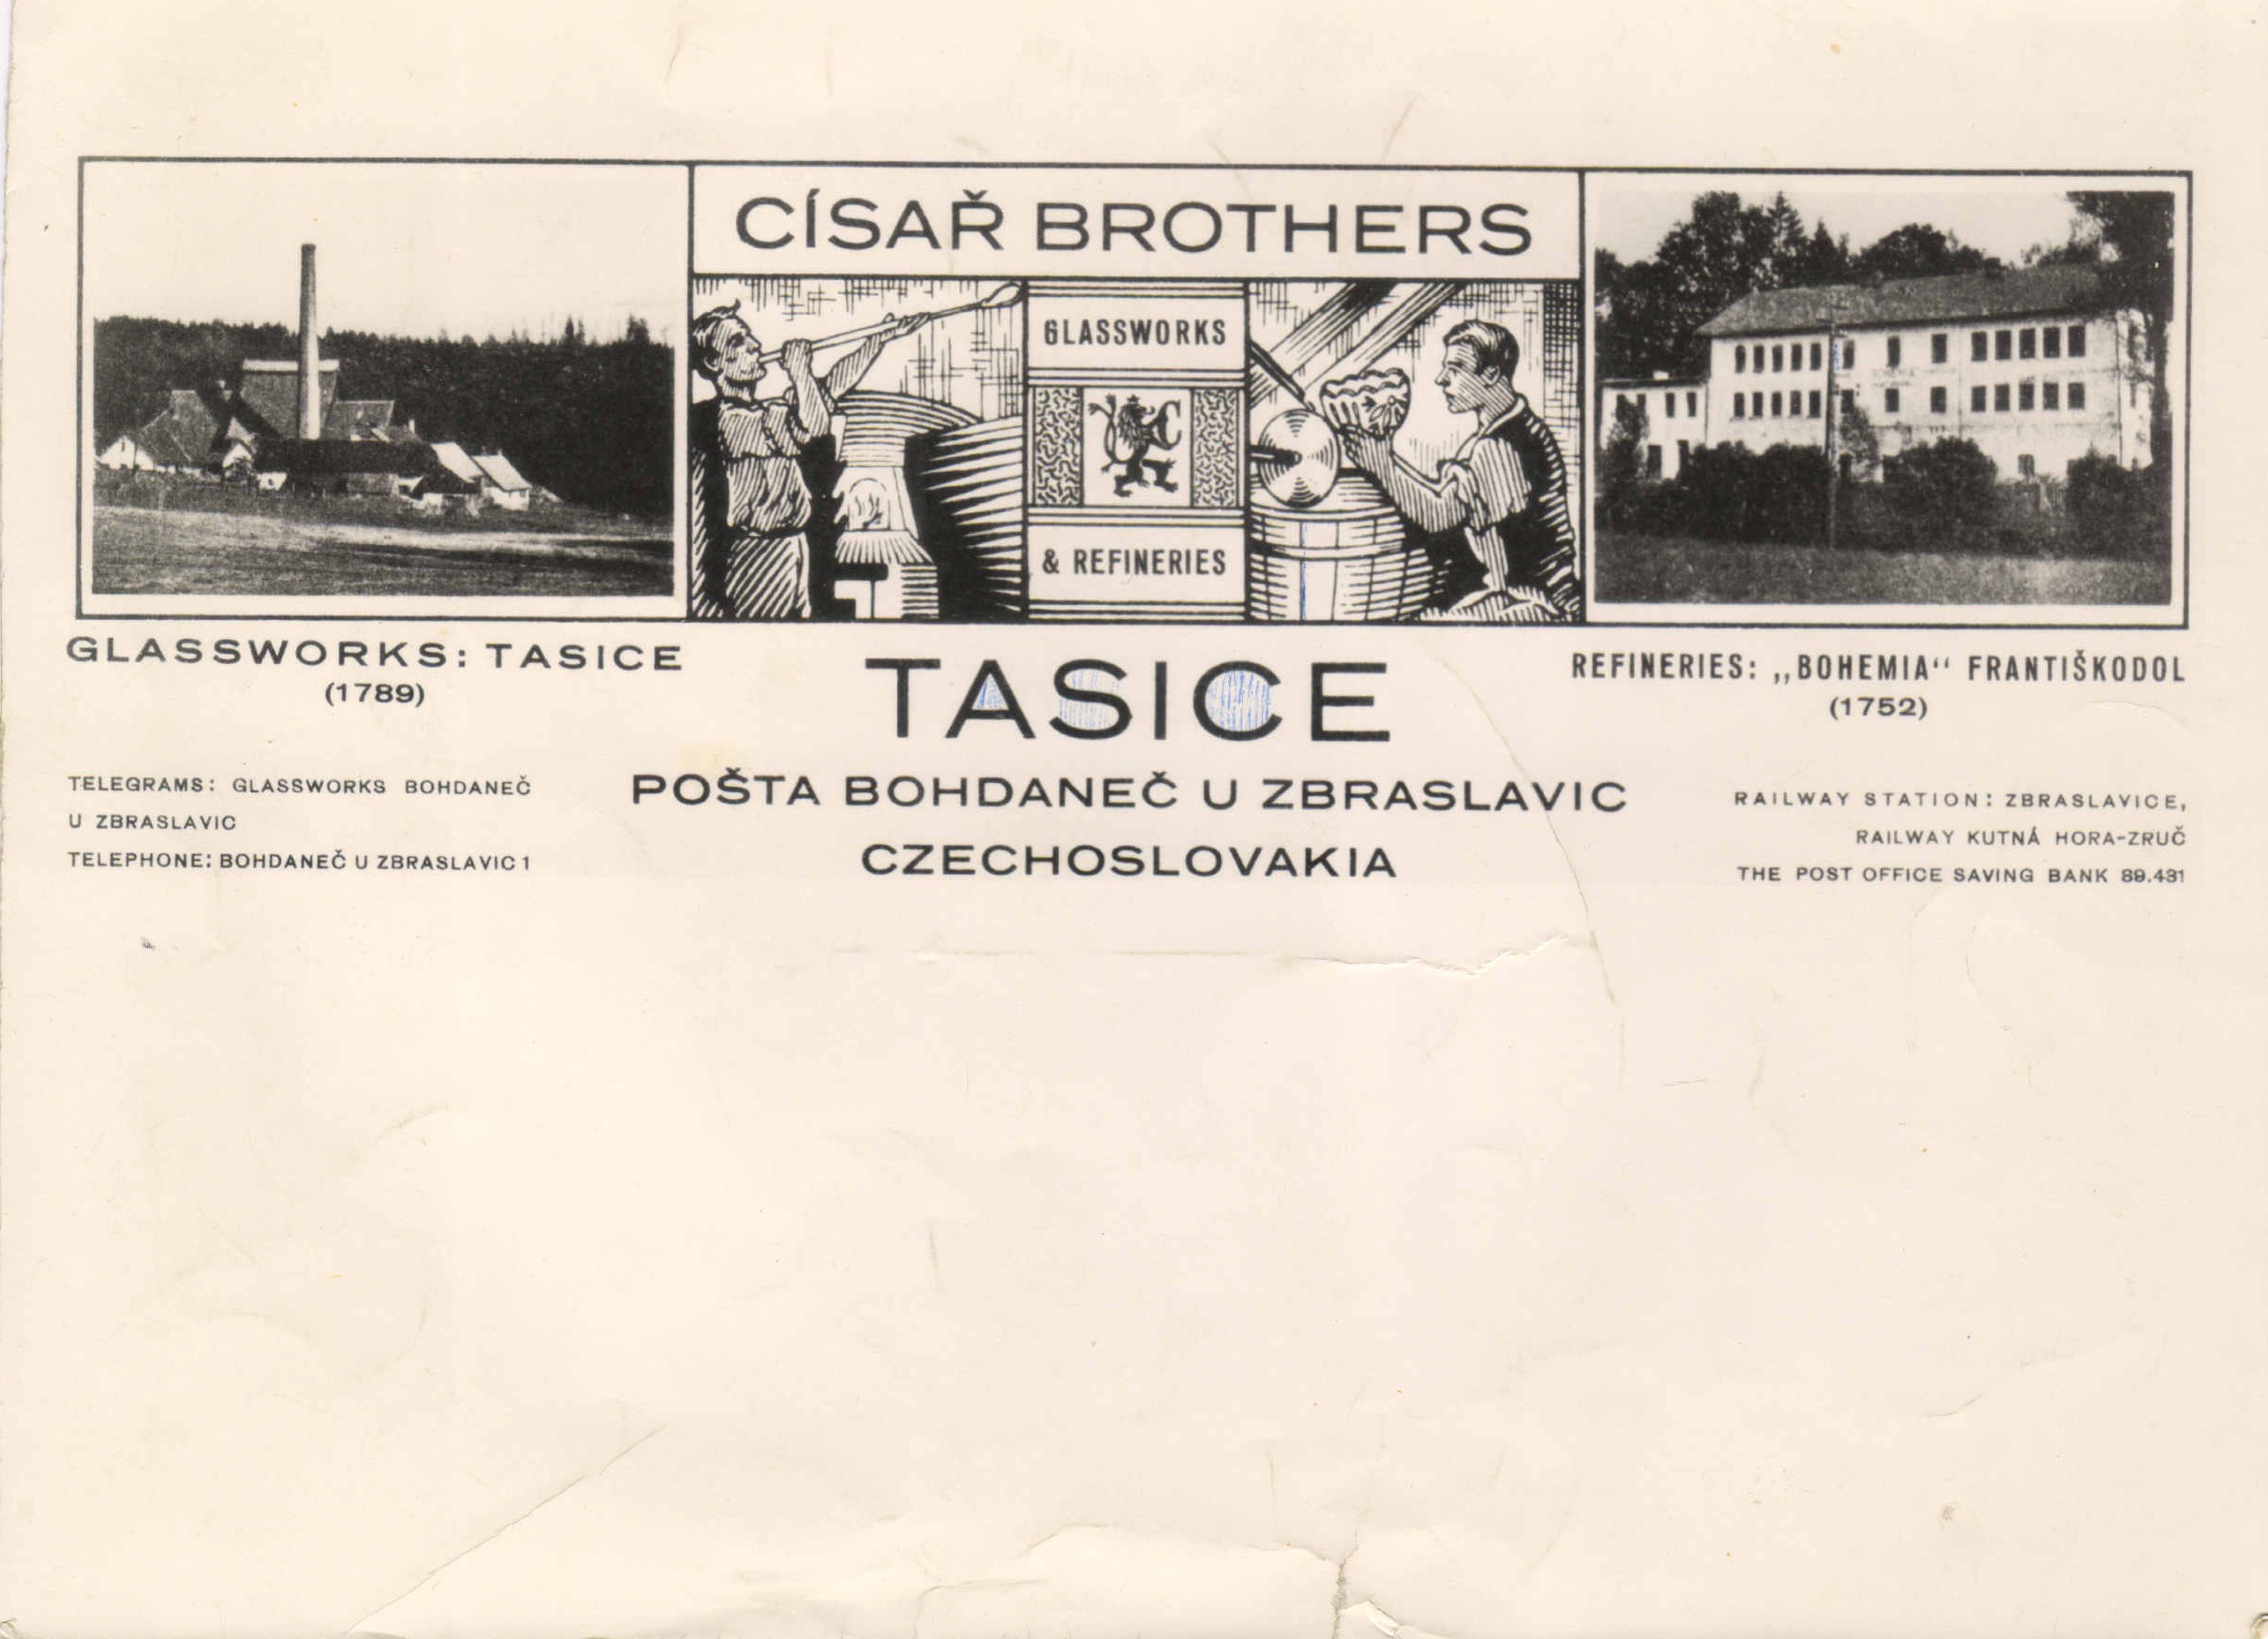 CÍSAŘ BROTHERS
GLASSWORKS
C
& REFINERIES
GLASSWORKS: TASICE
(1789)
TASICE
REFINERIES: „BOHEMIA“ FRANTIŠKODOL
(1752)
TELEGRAMS: GLASSWORKS BOHDANEČ
U ZBRASLAVIC
TELEPHONE: BOHDANEČ U ZBRASLAVIC 1
POŠTA BOHDANEČ U ZBRASLAVIC
CZECHOSLOVAKIA
RAILWAY STATION: ZBRASLAVICE,
RAILWAY KUTNÁ HORA-ZRUČ
THE POST OFFICE SAVING BANK 89.431